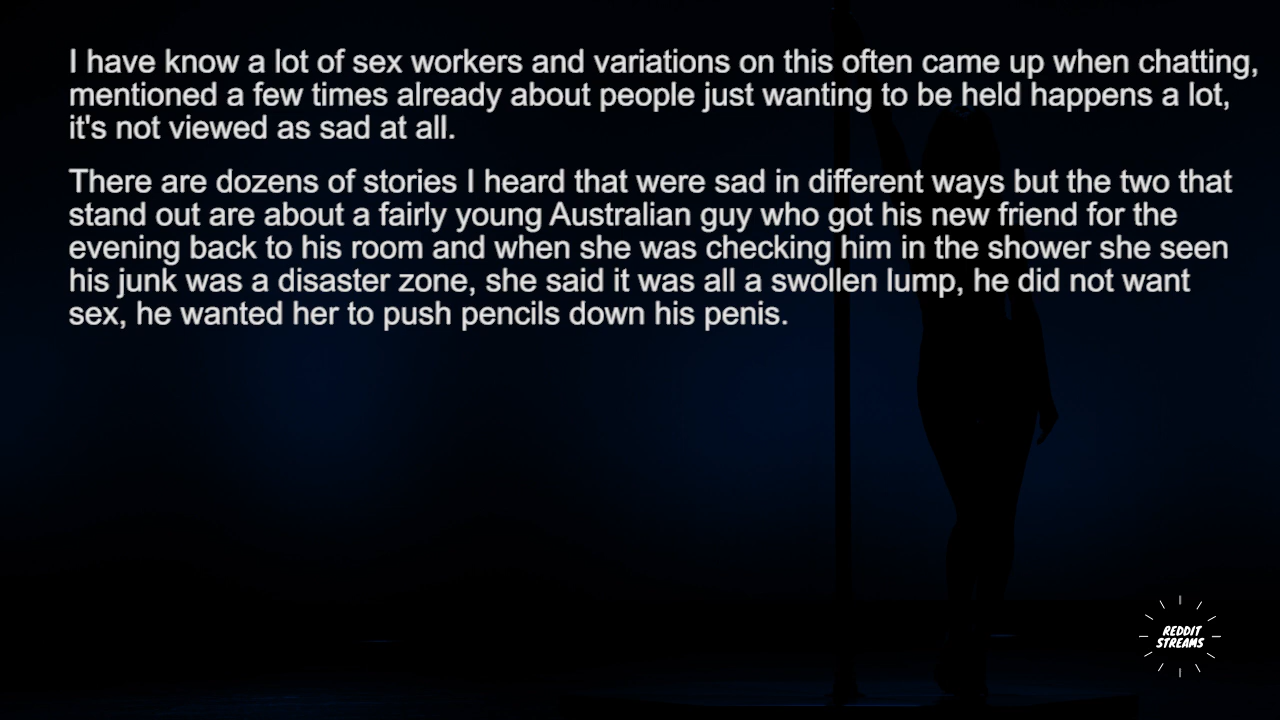 I have know a lot of sex workers and variations on this often came up when chatting,
mentioned a few times already about people just wanting to be held happens a lot,
it's not viewed as sad at all.
There are dozens of stories I heard that were sad in different ways but the two that
stand out are about a fairly young Australian guy who got his new friend for the
evening back to his room and when she was checking him in the shower she seen
his junk was a disaster zone, she said it was all a swollen lump, he did not want
sex, he wanted her to push pencils down his penis.
REDDIT
STREAMS